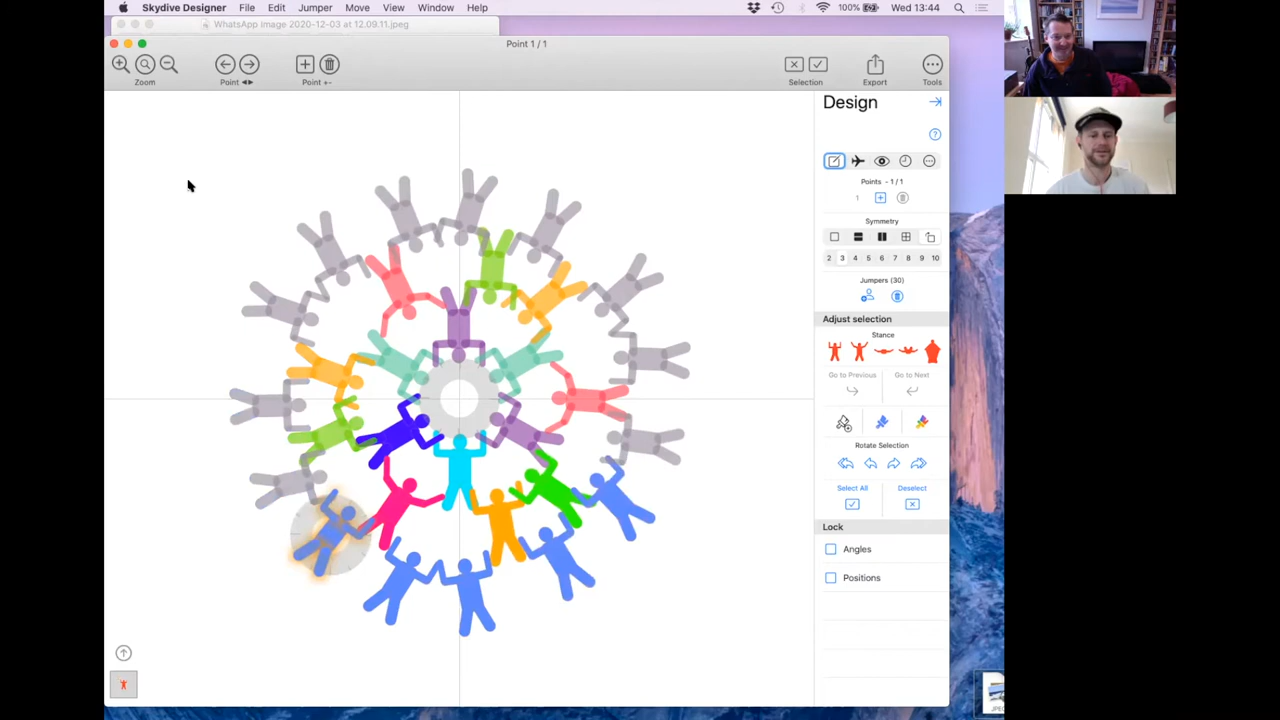 Skydive Designer File Edit Jumper Move View Window Help 100% Wed 13:44
WhatsApp Image 2020-12-03 at 12.09.11.jpeg
Point 1 / 1
Zoom
Point ◀▶
Point +-
Selection
Export
Tools
Design
Points - 1 / 1
1
Symmetry
2 3 4 5 6 7 8 9 10
Jumpers (30)
Adjust selection
Stance
Go to Previous Go to Next
Rotate Selection
Select All Deselect
Lock
Angles
Positions